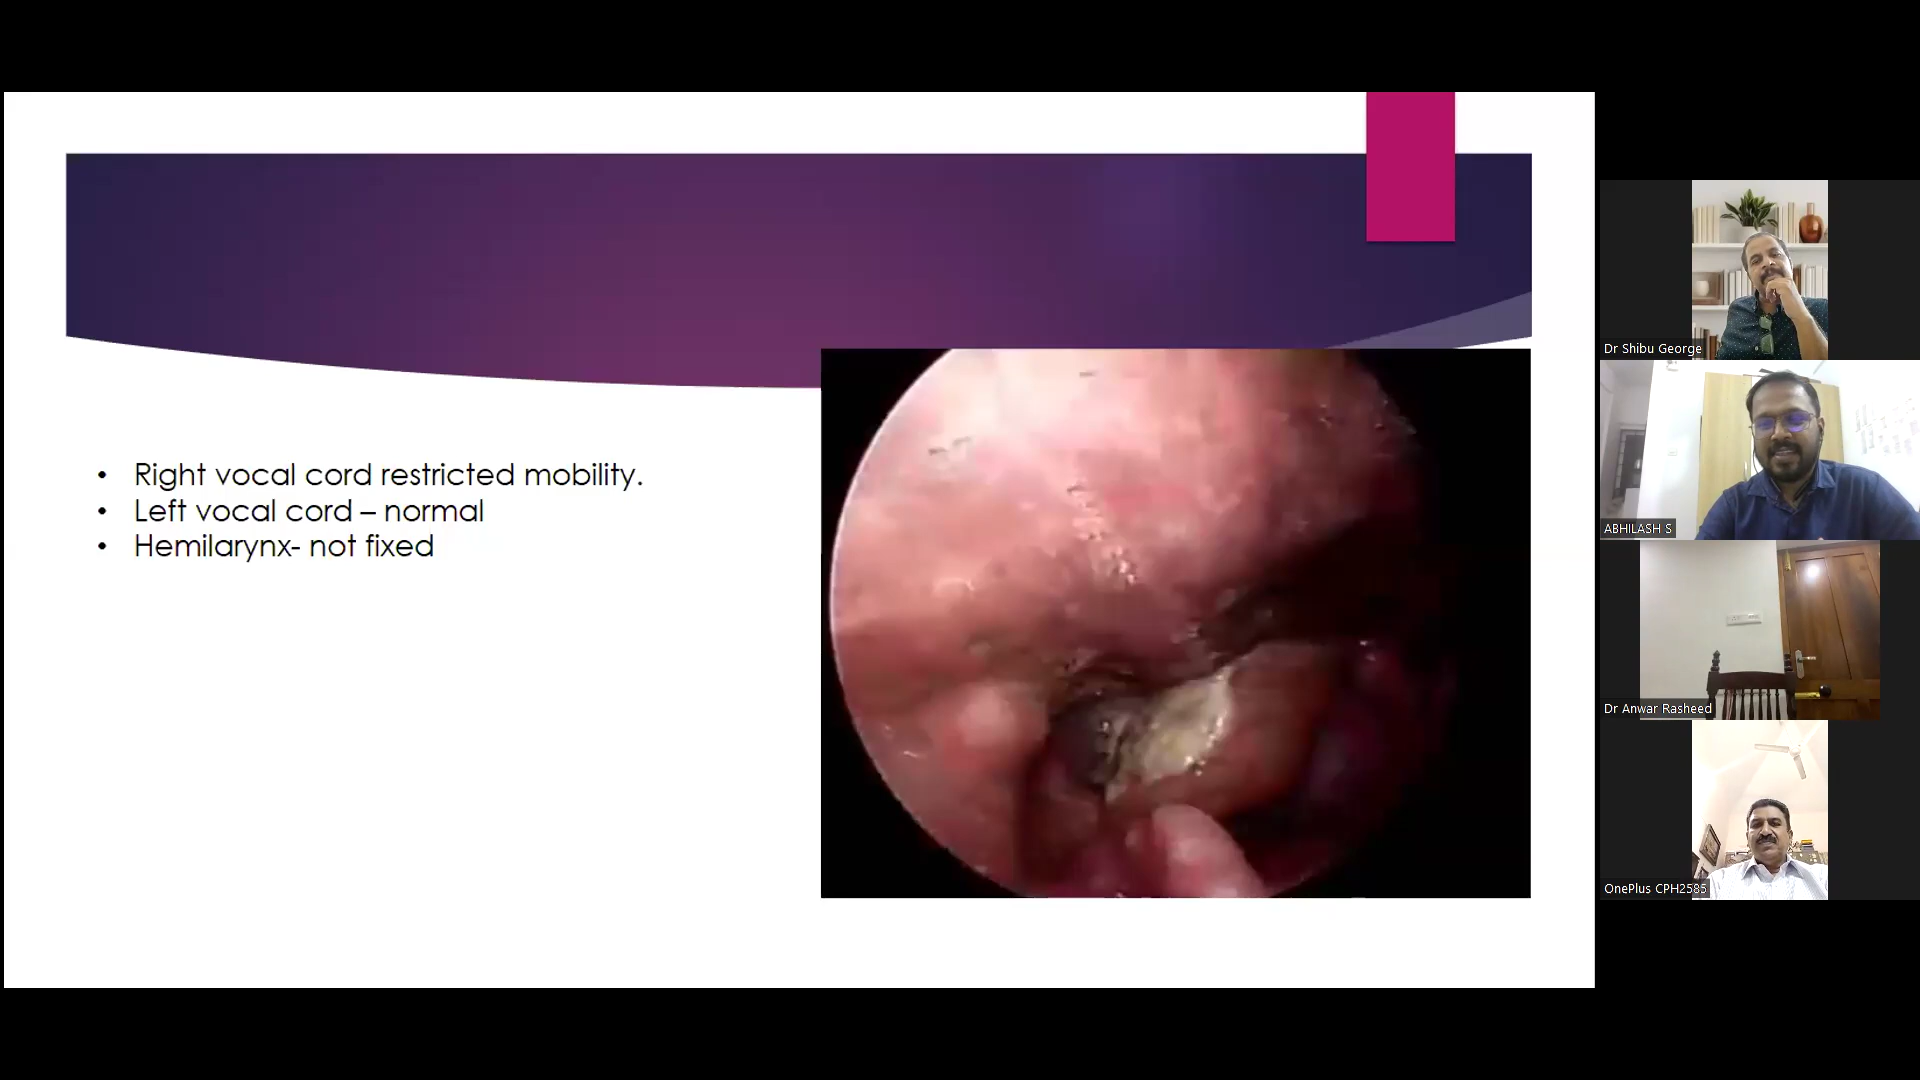 • Right vocal cord restricted mobility.
• Left vocal cord – normal
• Hemilarynx- not fixed
Dr Shibu George
ABHILASH S
Dr Anwar Rasheed
OnePlus CPH2585